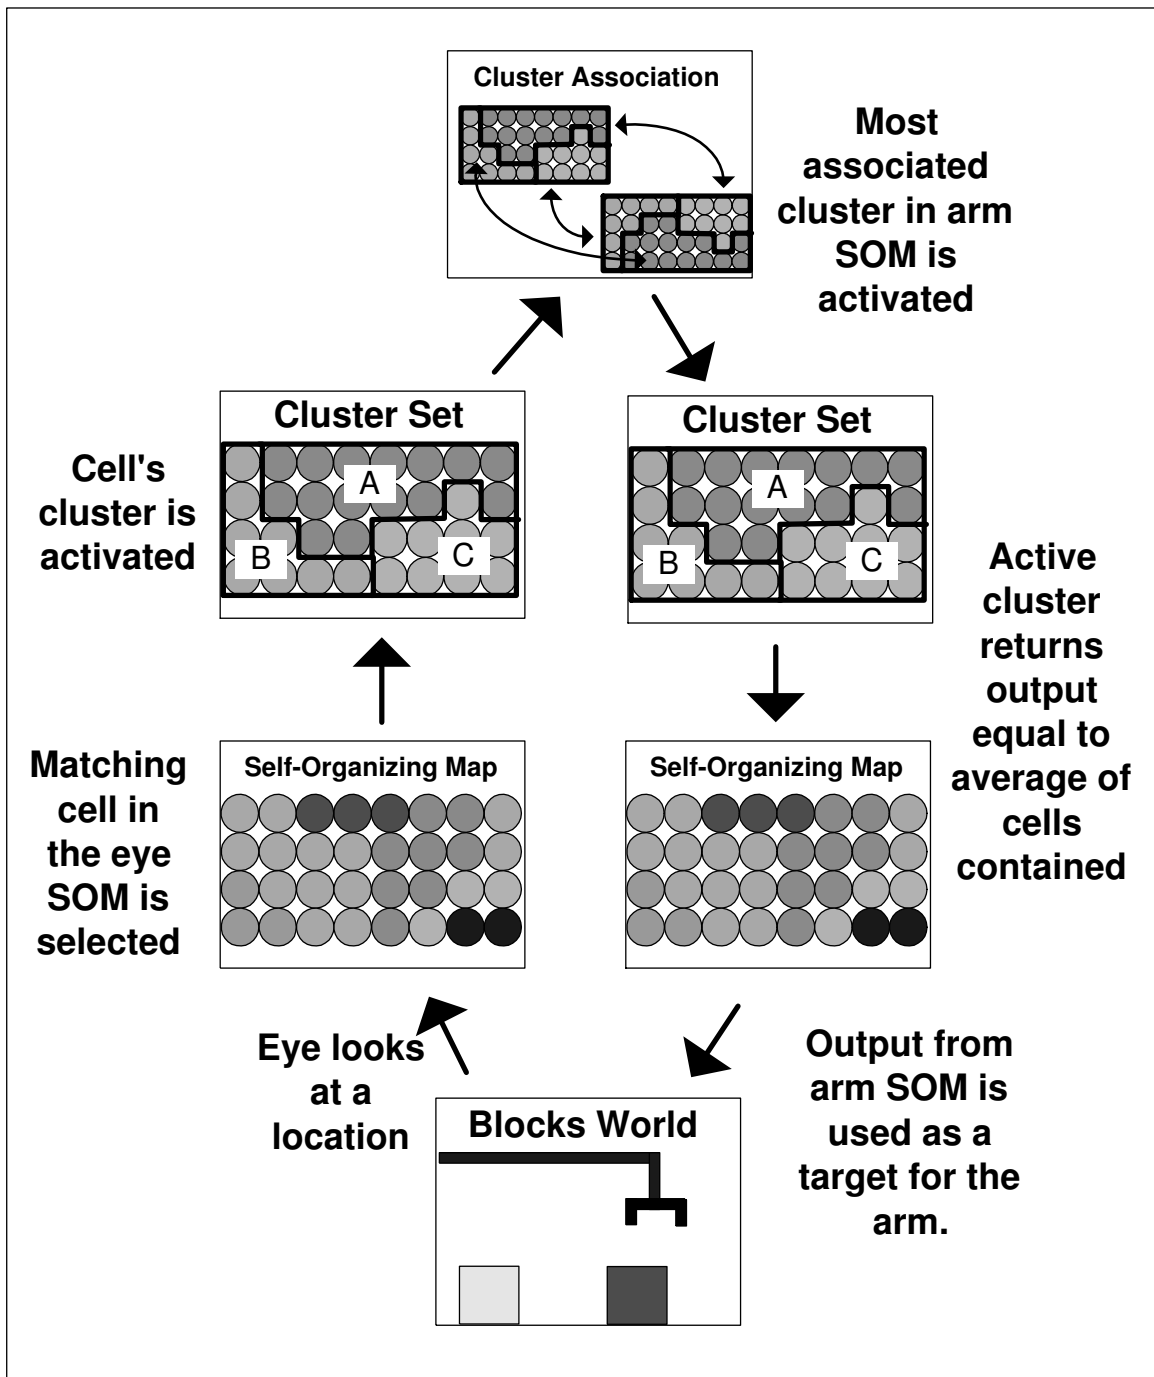 Cluster Association
Most
associated
cluster in arm
SOM is
activated
Cluster Set
A
B
C
Cell's
cluster is
activated
Cluster Set
A
B
C
Active
cluster
returns
output
equal to
average of
cells
contained
Matching
cell in
the eye
SOM is
selected
Self-Organizing Map
Self-Organizing Map
Eye looks
at a
location
Output from
arm SOM is
used as a
target for the
arm.
Blocks World